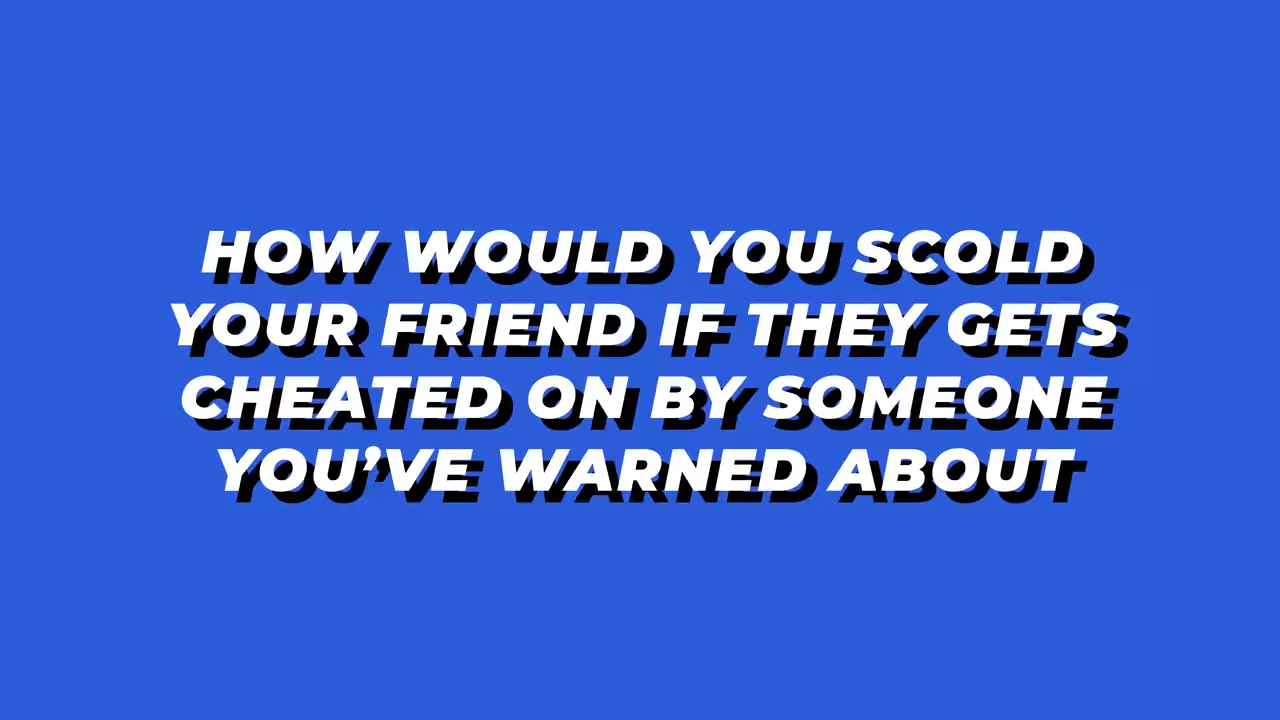 HOW WOULD YOU SCOLD
YOUR FRIEND IF THEY GETS
CHEATED ON BY SOMEONE
YOU’VE WARNED ABOUT